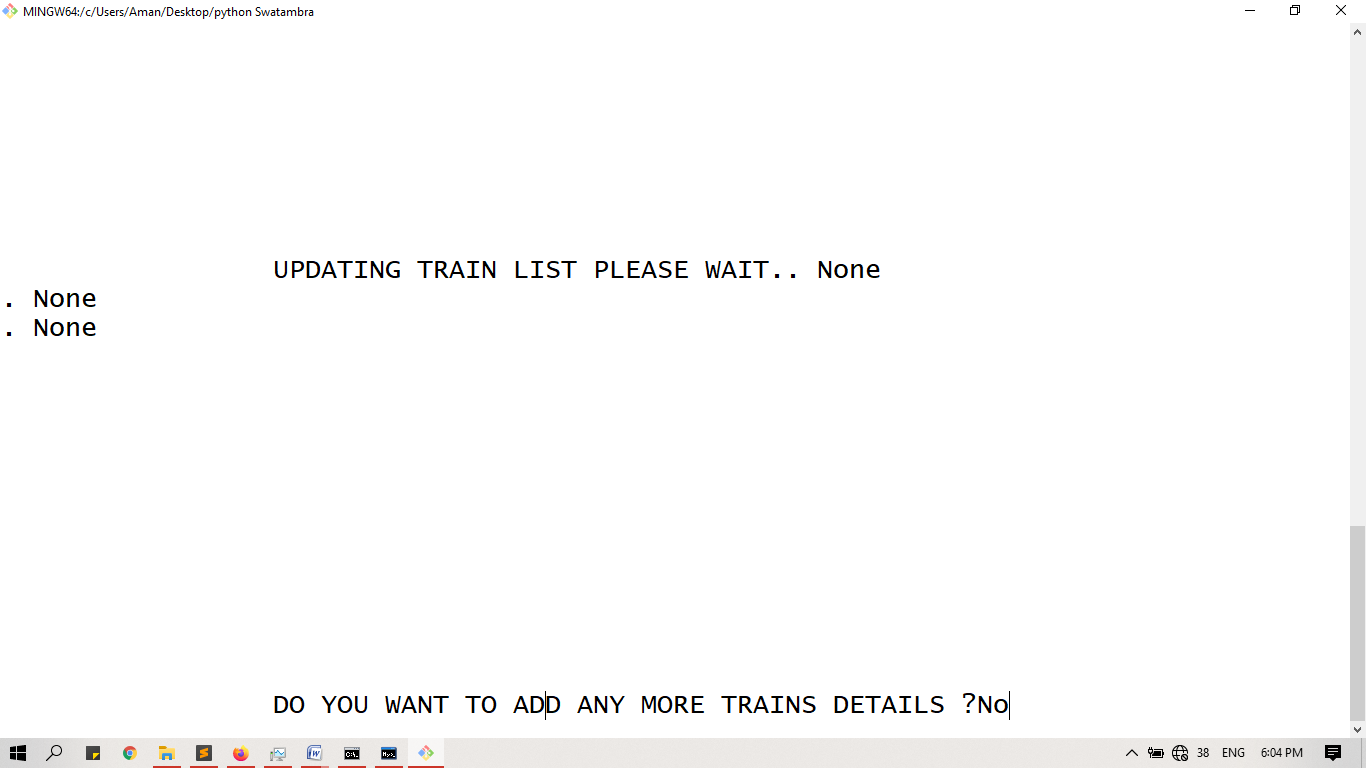 MINGW64:/c/Users/Aman/Desktop/python Swatambra
UPDATING TRAIN LIST PLEASE WAIT.. None
. None
. None
DO YOU WANT TO ADD ANY MORE TRAINS DETAILS ?No
38 ENG 6:04 PM